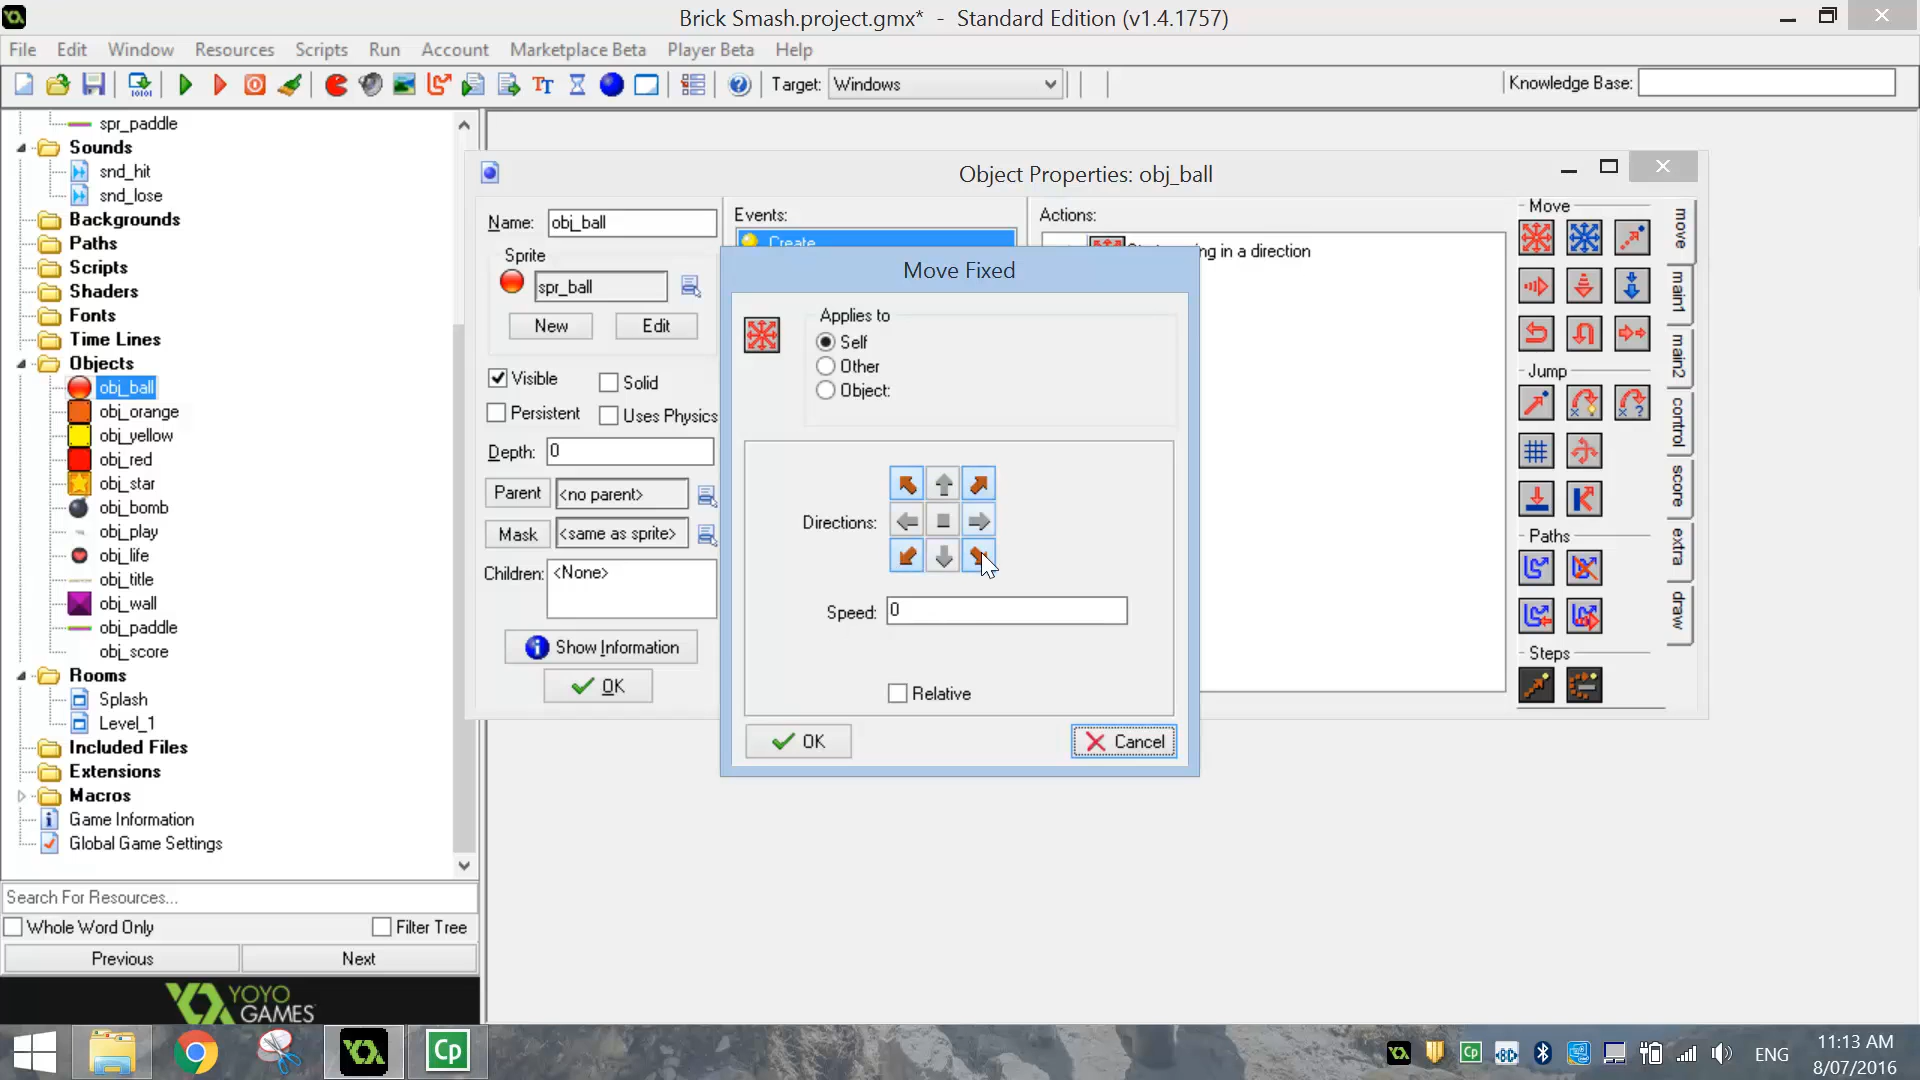 Brick Smash.project.gmx* - Standard Edition (v1.4.1757)
File Edit Window Resources Scripts Run Account Marketplace Beta Player Beta Help
Target: Windows
Knowledge Base:
spr_paddle
Sounds
snd_hit
snd_lose
Backgrounds
Paths
Scripts
Shaders
Fonts
Time Lines
Objects
obj_ball
obj_orange
obj_yellow
obj_red
obj_star
obj_bomb
obj_play
obj_life
obj_title
obj_wall
obj_paddle
obj_score
Rooms
Splash
Level_1
Included Files
Extensions
Macros
Game Information
Global Game Settings
Search For Resources...
Whole Word Only
Filter Tree
Previous
Next
YOYO
GAMES
Object Properties: obj_ball
Name: obj_ball
Sprite
spr_ball
New
Edit
Visible
Solid
Persistent
Uses Physics
Depth: 0
Parent <no parent>
Mask <same as sprite>
Children: <None>
Show Information
OK
Events:
Create
Actions:
ng in a direction
Move Fixed
Applies to
Self
Other
Object:
Directions:
Speed: 0
Relative
OK
Cancel
Move
Jump
Paths
Steps
move
main1
main2
control
score
extra
draw
Cp
Cp
ENG
11:13 AM
8/07/2016